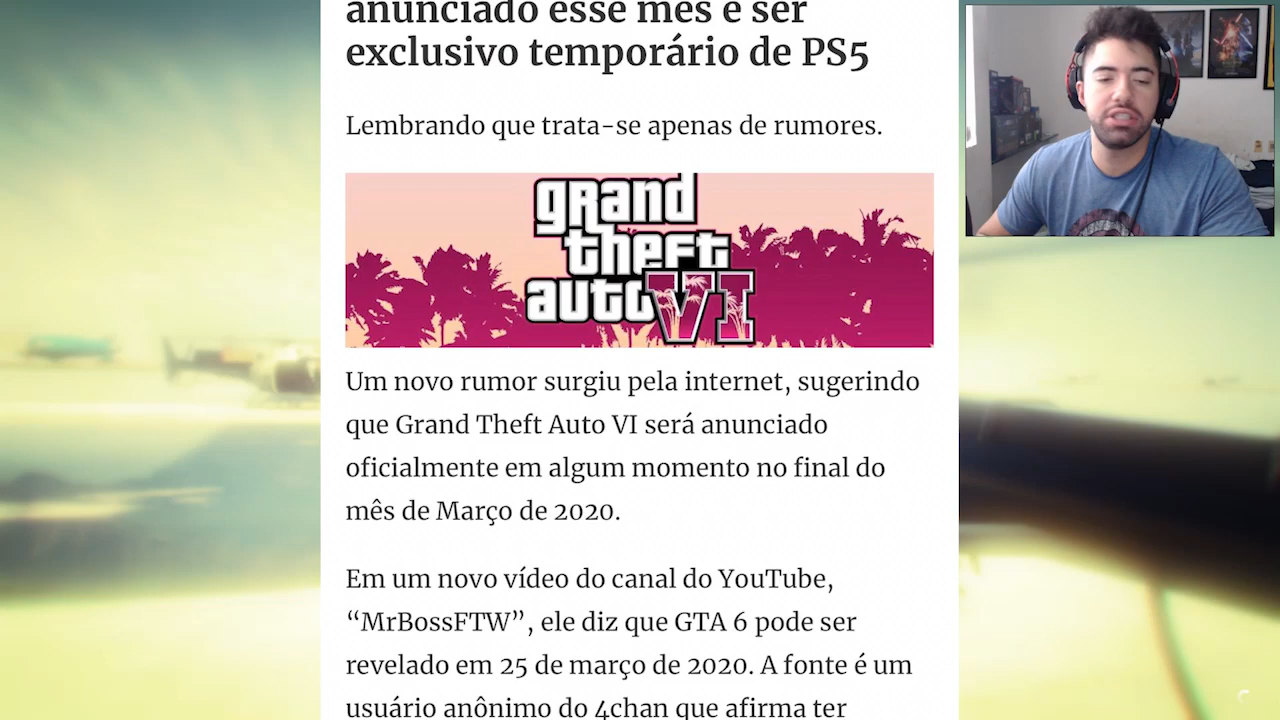 anunciado esse mês e ser
exclusivo temporário de PS5
Lembrando que trata-se apenas de rumores.
grand
theft
auto VI
Um novo rumor surgiu pela internet, sugerindo
que Grand Theft Auto VI será anunciado
oficialmente em algum momento no final do
mês de Março de 2020.
Em um novo vídeo do canal do YouTube,
“MrBossFTW”, ele diz que GTA 6 pode ser
revelado em 25 de março de 2020. A fonte é um
usuário anônimo do 4chan que afirma ter